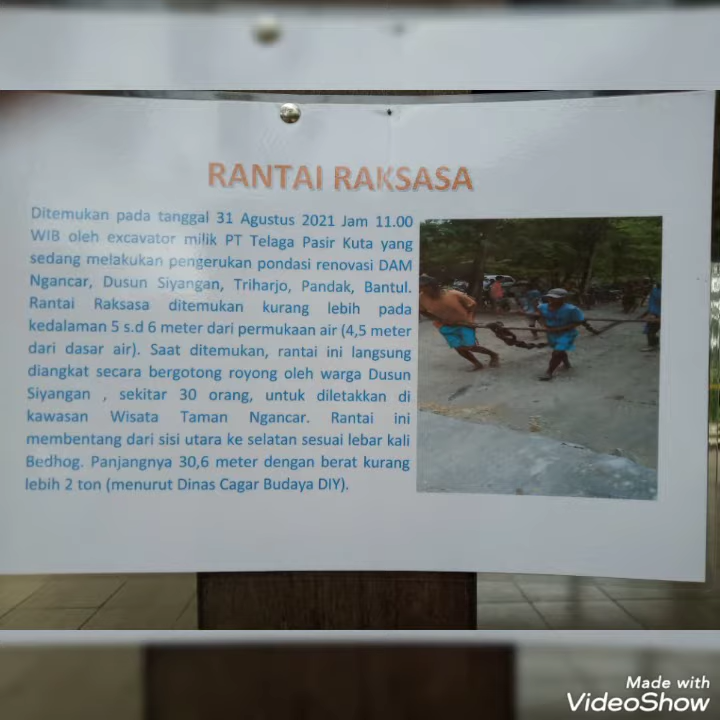 RANTAI RAKSASA
Ditemukan pada tanggal 31 Agustus 2021 Jam 11.00
WIB oleh excavator milik PT Telaga Pasir Kuta yang
sedang melakukan pengerukan pondasi renovasi DAM
Ngancar, Dusun Siyangan, Triharjo, Pandak, Bantul.
Rantai Raksasa ditemukan kurang lebih pada
kedalaman 5 s.d 6 meter dari permukaan air (4,5 meter
dari dasar air). Saat ditemukan, rantai ini langsung
diangkat secara bergotong royong oleh warga Dusun
Siyangan , sekitar 30 orang, untuk diletakkan di
kawasan Wisata Taman Ngancar. Rantai ini
membentang dari sisi utara ke selatan sesuai lebar kali
Bedhog. Panjangnya 30,6 meter dengan berat kurang
lebih 2 ton (menurut Dinas Cagar Budaya DIY).
Made with
VideoShow